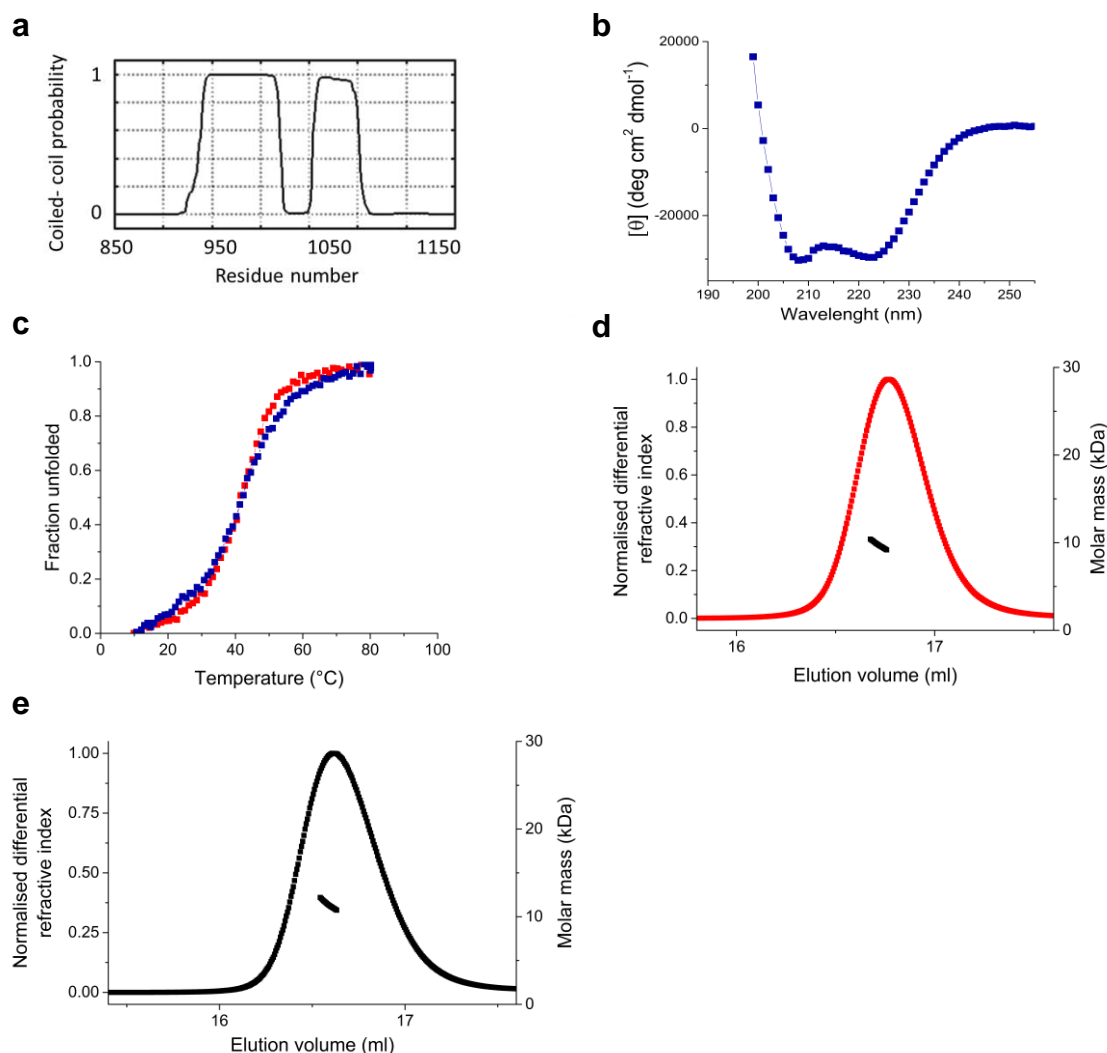 a
Coiled- coil probability
1
0
850 950 1050 1150
Residue number
b
[θ] (deg cm² dmol⁻¹)
20000
0
-20000
190 200 210 220 230 240 250
Wavelenght (nm)
c
Fraction unfolded
1.0
0.8
0.6
0.4
0.2
0.0
0 20 40 60 80 100
Temperature (°C)
d
Normalised differential
refractive index
1.0
0.8
0.6
0.4
0.2
0.0
16 17
Elution volume (ml)
30
20
10
0
Molar mass (kDa)
e
Normalised differential
refractive index
1.00
0.75
0.50
0.25
0.00
16 17
Elution volume (ml)
30
20
10
0
Molar mass (kDa)